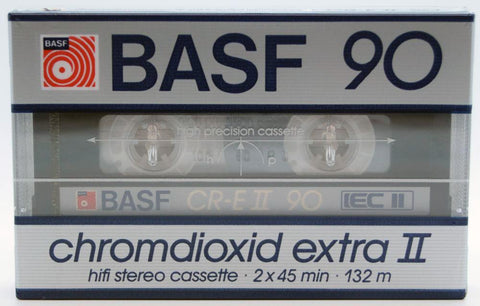 BASF BASF 90
high precision cassette
BASF CR-E II 90 IEC II
chromdioxid extra II
hifi stereo cassette · 2 x 45 min · 132 m